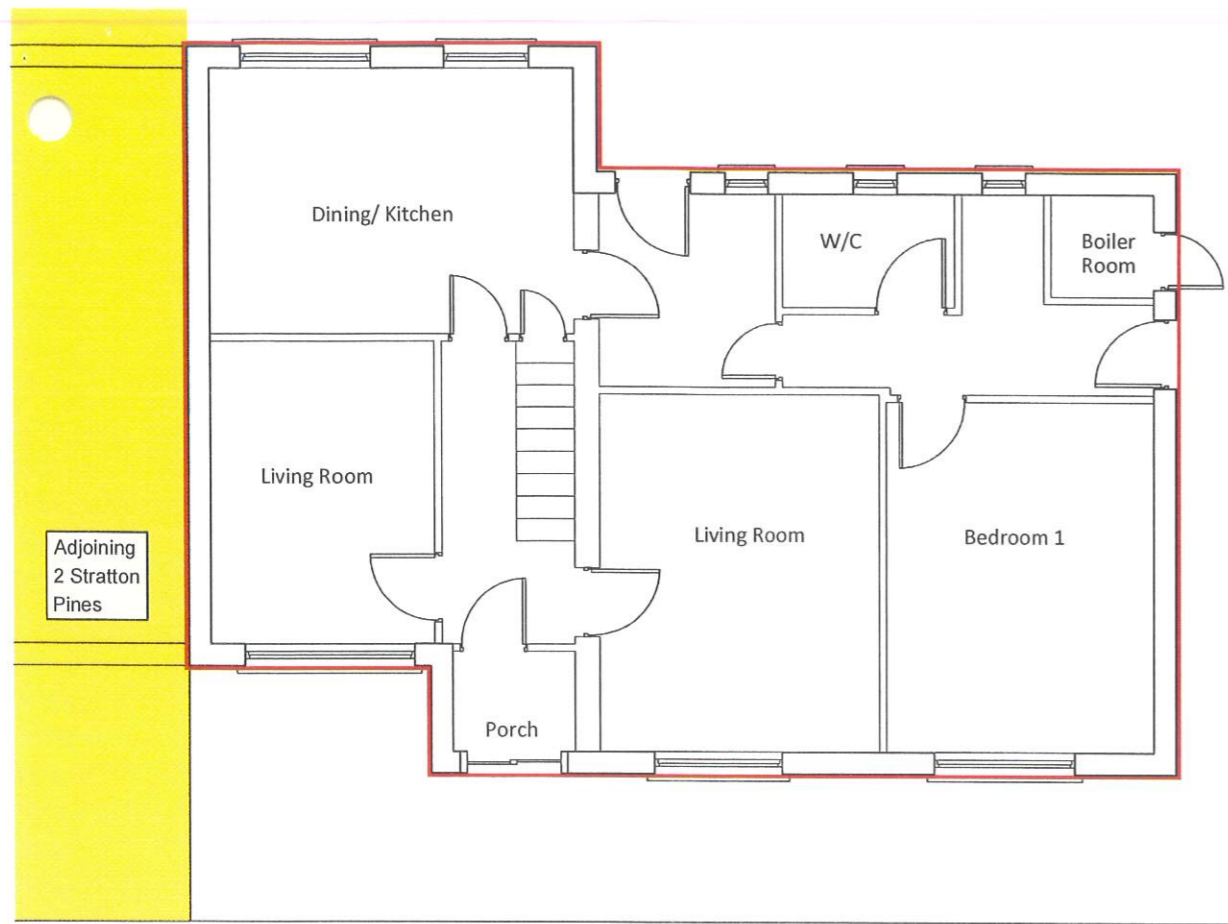 Dining/ Kitchen
W/C
Boiler
Room
Living Room
Living Room
Bedroom 1
Adjoining
2 Stratton
Pines
Porch